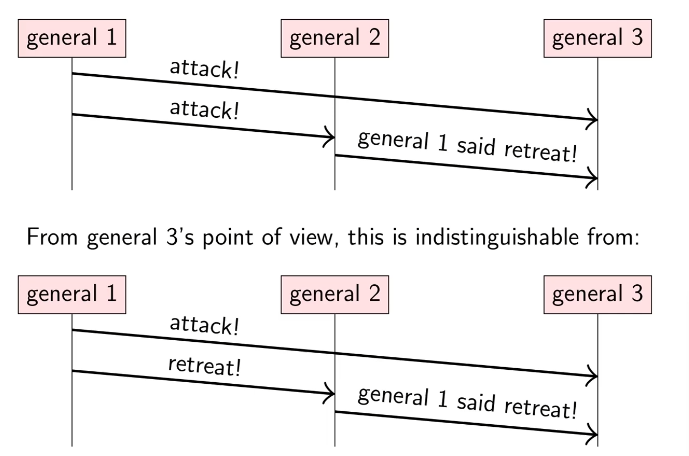 general 1 general 2 general 3
attack!
attack!
general 1 said retreat!
From general 3's point of view, this is indistinguishable from:
general 1 general 2 general 3
attack!
retreat!
general 1 said retreat!